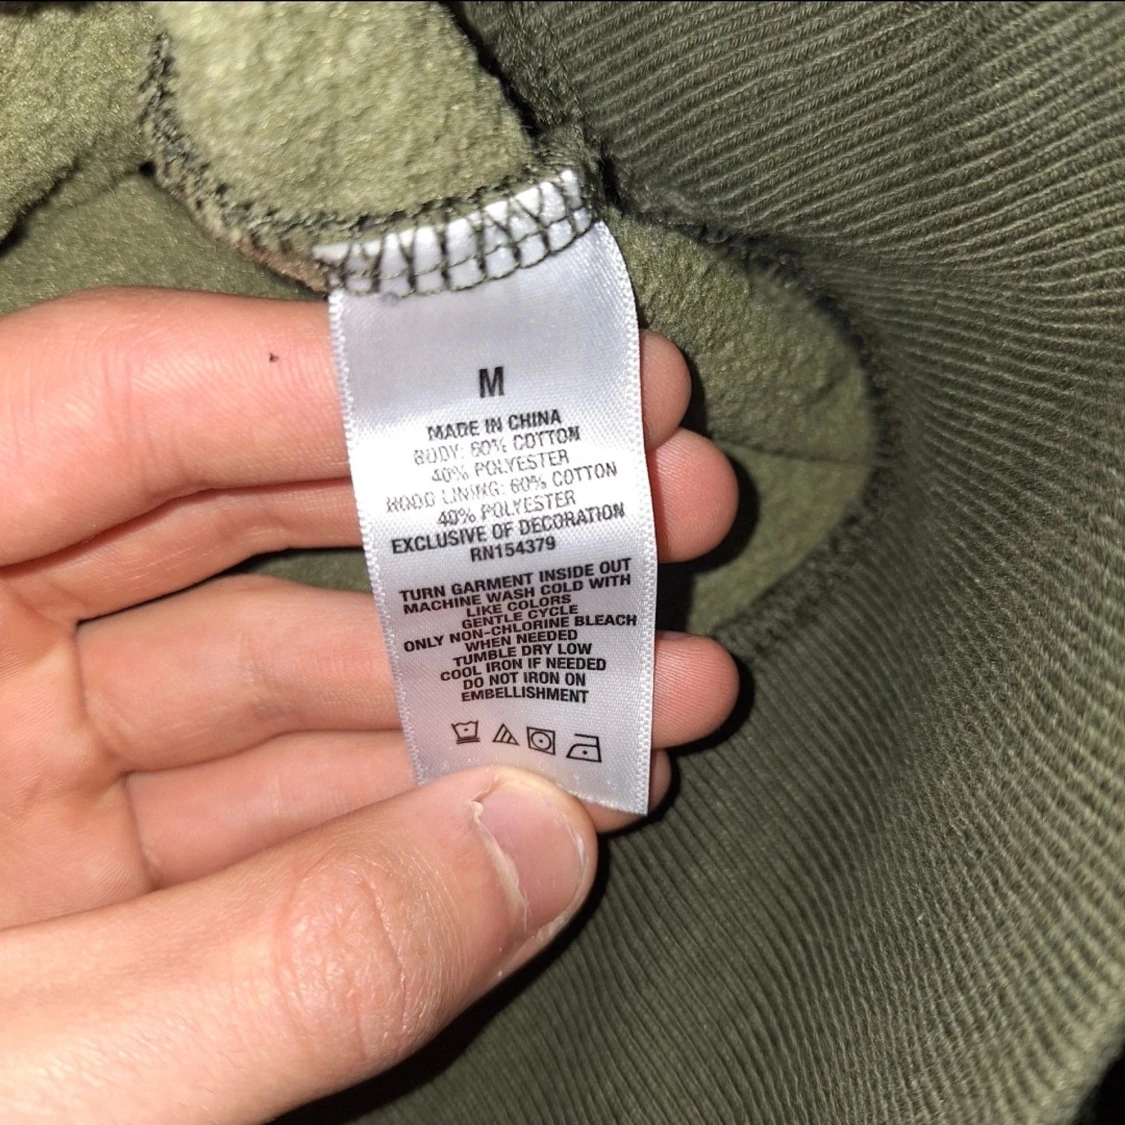 M
MADE IN CHINA
BODY: 60% COTTON
40% POLYESTER
HOOD LINING: 60% COTTON
40% POLYESTER
EXCLUSIVE OF DECORATION
RN154379
TURN GARMENT INSIDE OUT
MACHINE WASH COLD WITH
LIKE COLORS
GENTLE CYCLE
ONLY NON-CHLORINE BLEACH
WHEN NEEDED
TUMBLE DRY LOW
COOL IRON IF NEEDED
DO NOT IRON ON
EMBELLISHMENT